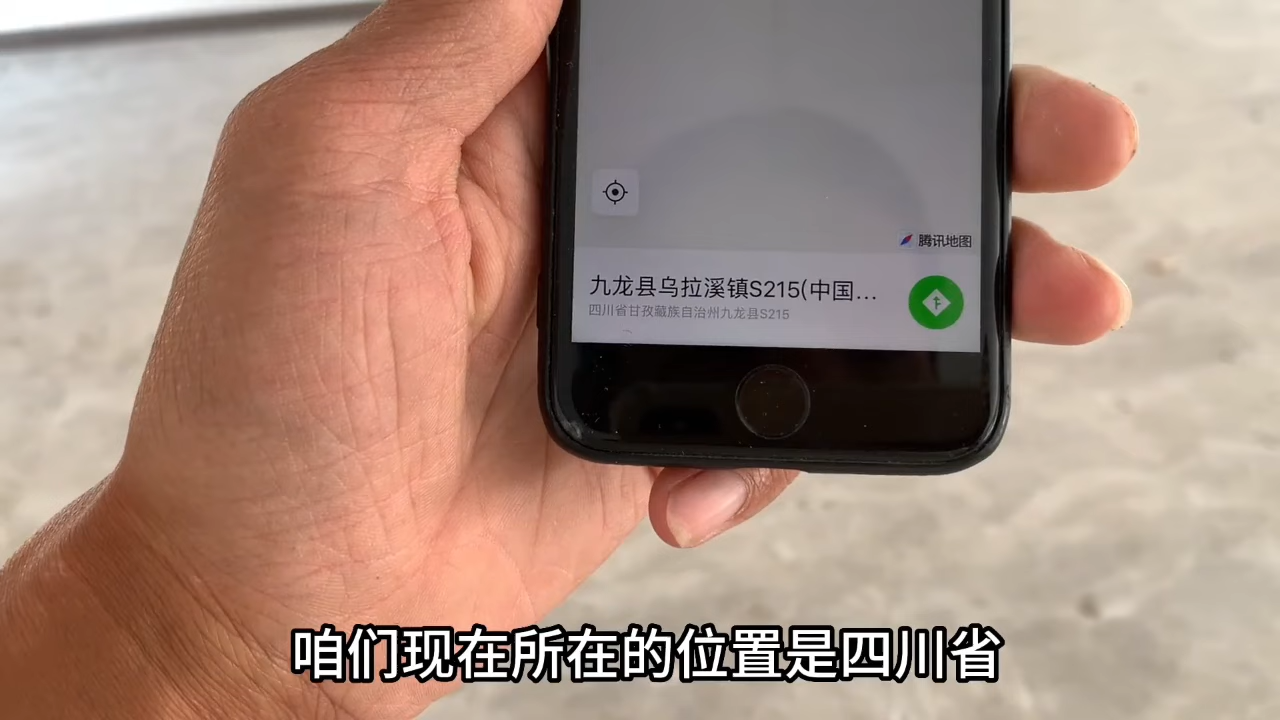 腾讯地图
九龙县乌拉溪镇S215(中国...
四川省甘孜藏族自治州九龙县S215
咱们现在所在的位置是四川省